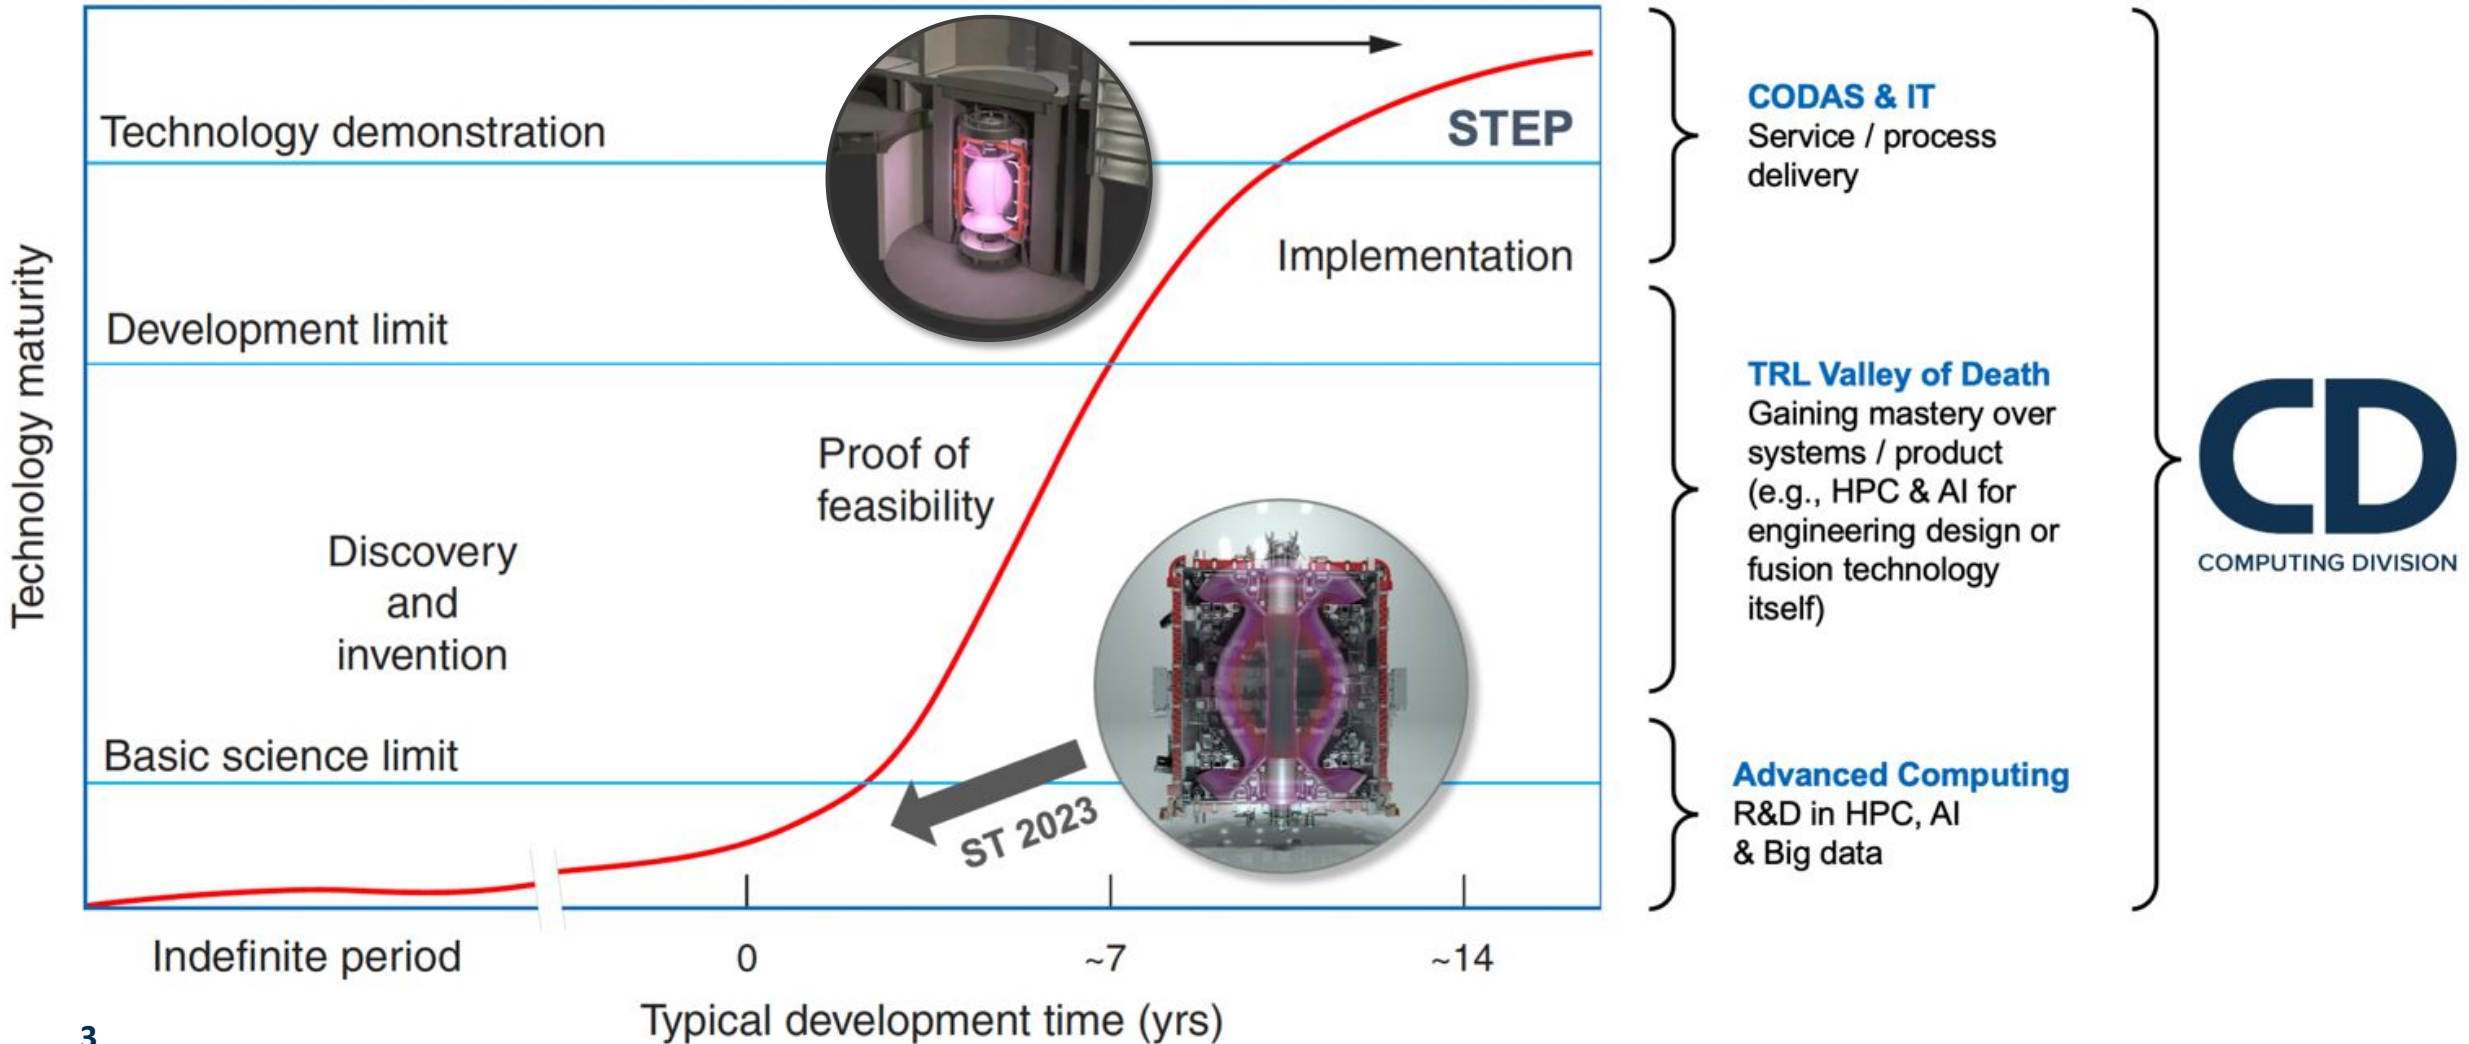 Technology maturity
Technology demonstration
STEP
Implementation
Development limit
Proof of
feasibility
Discovery
and
invention
Basic science limit
ST 2023
Indefinite period
0
~7
~14
Typical development time (yrs)
CODAS & IT
Service / process
delivery
TRL Valley of Death
Gaining mastery over
systems / product
(e.g., HPC & AI for
engineering design or
fusion technology
itself)
Advanced Computing
R&D in HPC, AI
& Big data
CD
COMPUTING DIVISION
3